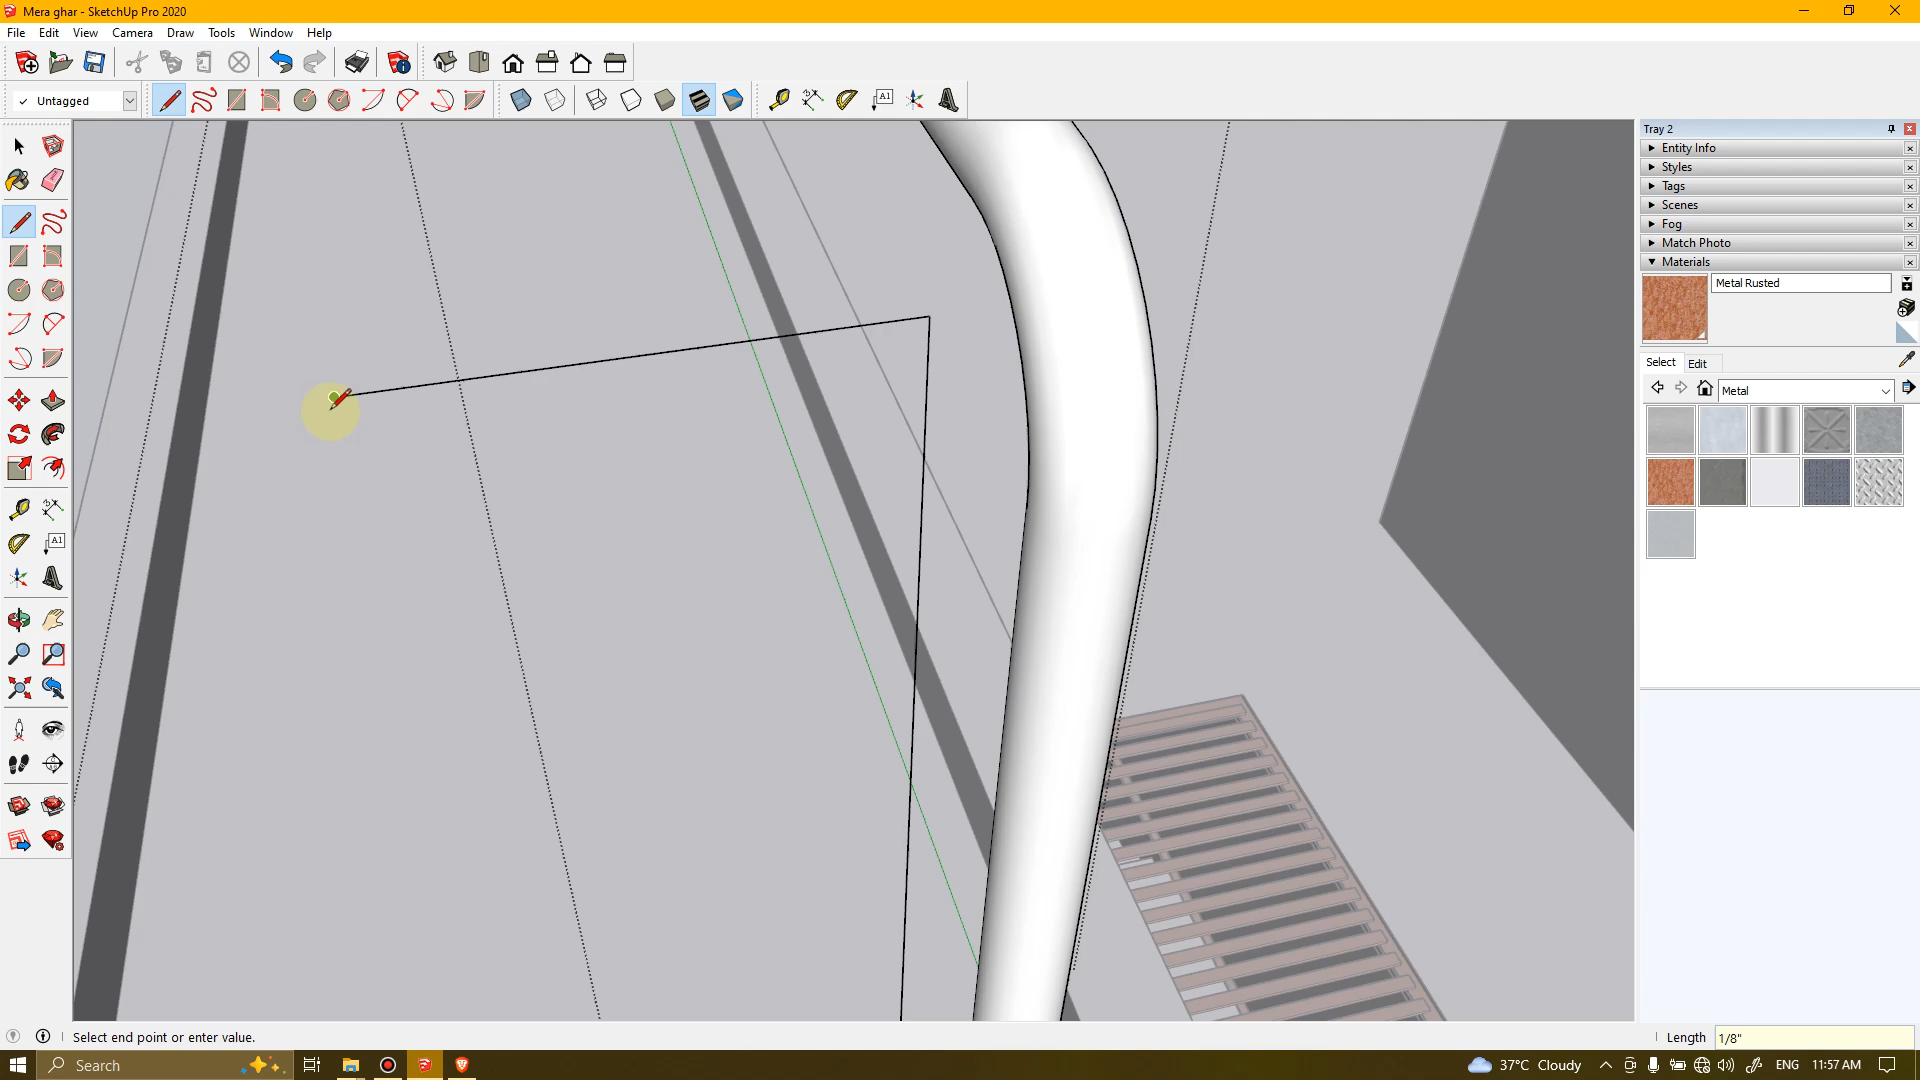 Mera ghar - SketchUp Pro 2020
File Edit View Camera Draw Tools Window Help
Untagged
A1
A1
Tray 2
Entity Info
Styles
Tags
Scenes
Fog
Match Photo
Materials
Metal Rusted
Select Edit
Metal
Select end point or enter value.
Length 1/8"
Search
37°C Cloudy
ENG
11:57 AM